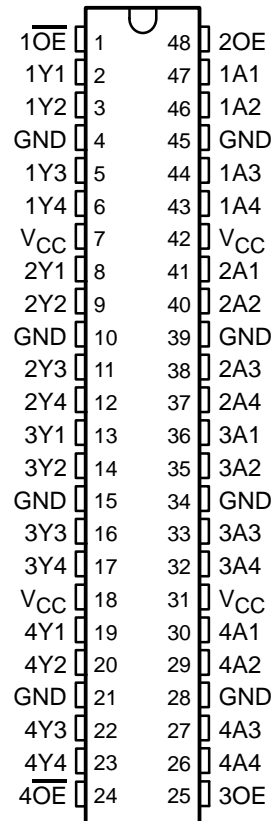 1O̅E̅ 1 48 2OE
1Y1 2 47 1A1
1Y2 3 46 1A2
GND 4 45 GND
1Y3 5 44 1A3
1Y4 6 43 1A4
VCC 7 42 VCC
2Y1 8 41 2A1
2Y2 9 40 2A2
GND 10 39 GND
2Y3 11 38 2A3
2Y4 12 37 2A4
3Y1 13 36 3A1
3Y2 14 35 3A2
GND 15 34 GND
3Y3 16 33 3A3
3Y4 17 32 3A4
VCC 18 31 VCC
4Y1 19 30 4A1
4Y2 20 29 4A2
GND 21 28 GND
4Y3 22 27 4A3
4Y4 23 26 4A4
4O̅E̅ 24 25 3OE